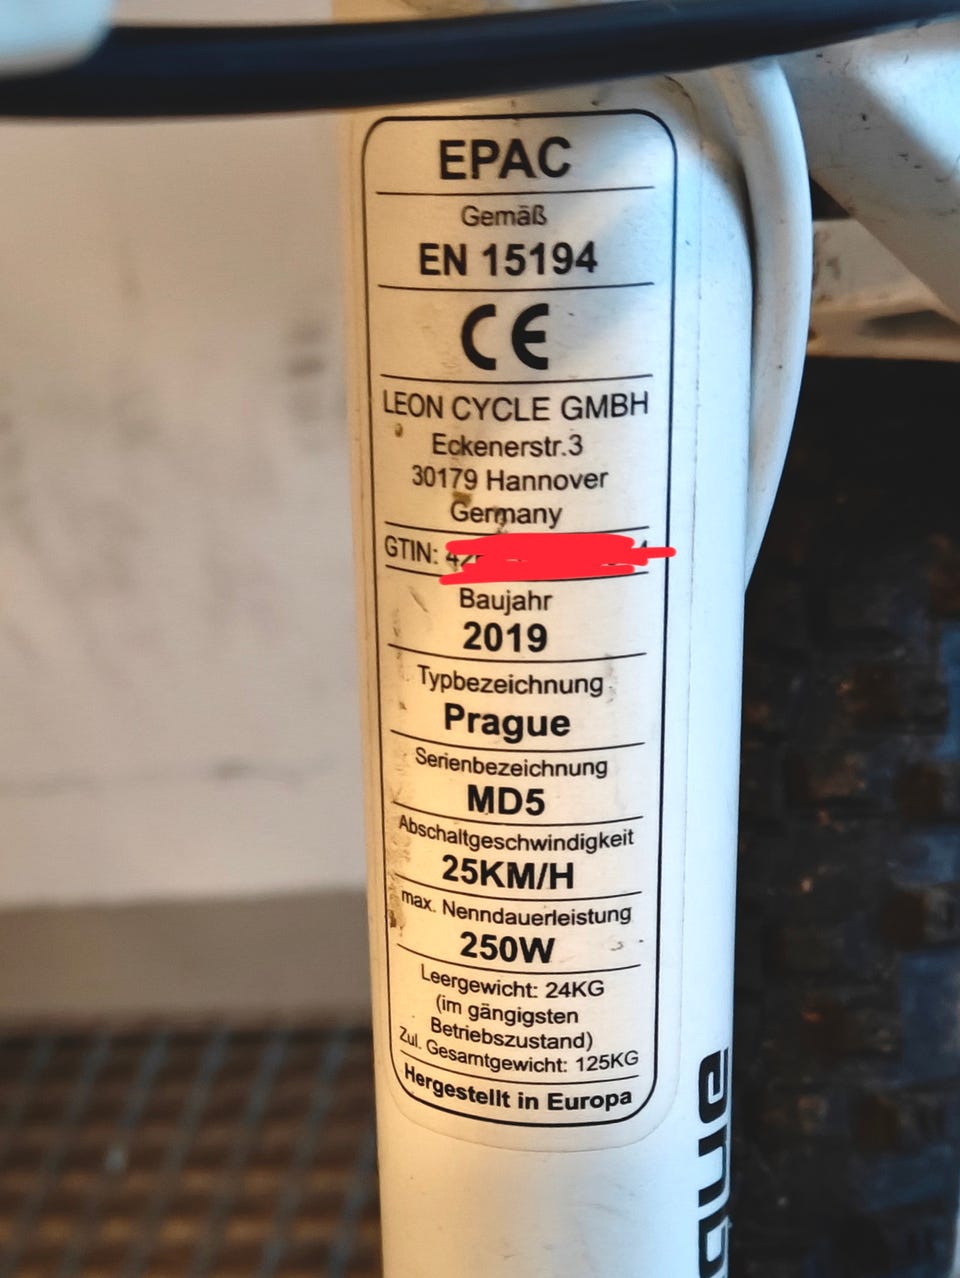 EPAC
Gemäß
EN 15194
CE
LEON CYCLE GMBH
Eckenerstr.3
30179 Hannover
Germany
GTIN:
Baujahr
2019
Typbezeichnung
Prague
Serienbezeichnung
MD5
Abschaltgeschwindigkeit
25KM/H
max. Nenndauerleistung
250W
Leergewicht: 24KG
(im gängigsten
Betriebszustand)
Zul. Gesamtgewicht: 125KG
Hergestellt in Europa